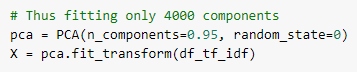 # Thus fitting only 4000 components
pca = PCA(n_components=0.95, random_state=0)
X = pca.fit_transform(df_tf_idf)